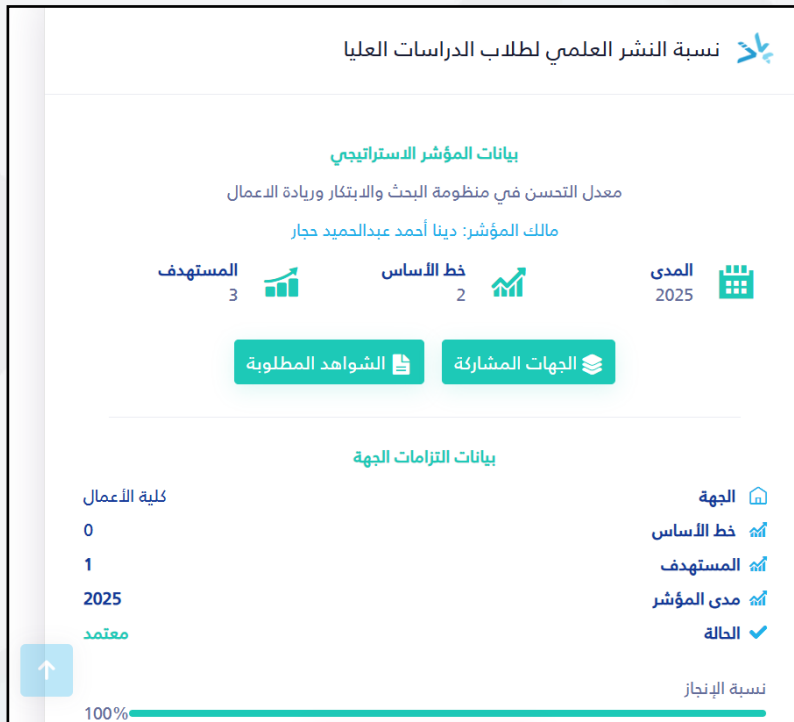 نسبة النشر العلمي لطلاب الدراسات العليا
بيانات المؤشر الاستراتيجي
معدل التحسن في منظومة البحث والابتكار وريادة الاعمال
مالك المؤشر: دينا أحمد عبدالحميد حجار
المدى خط الأساس المستهدف
2025 2 3
الجهات المشاركة الشواهد المطلوبة
بيانات التزامات الجهة
الجهة كلية الأعمال
خط الأساس 0
المستهدف 1
مدى المؤشر 2025
الحالة معتمد
نسبة الإنجاز
100%